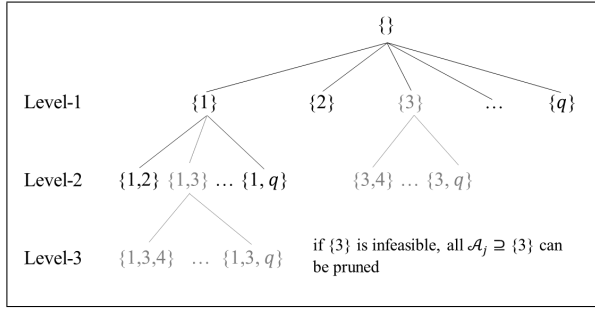 {}
Level-1 {1} {2} {3} … {q}
Level-2 {1,2} {1,3} … {1, q} {3,4} … {3, q}
Level-3 {1,3,4} … {1,3, q}
if {3} is infeasible, all 𝒜ⱼ ⊇ {3} can
be pruned